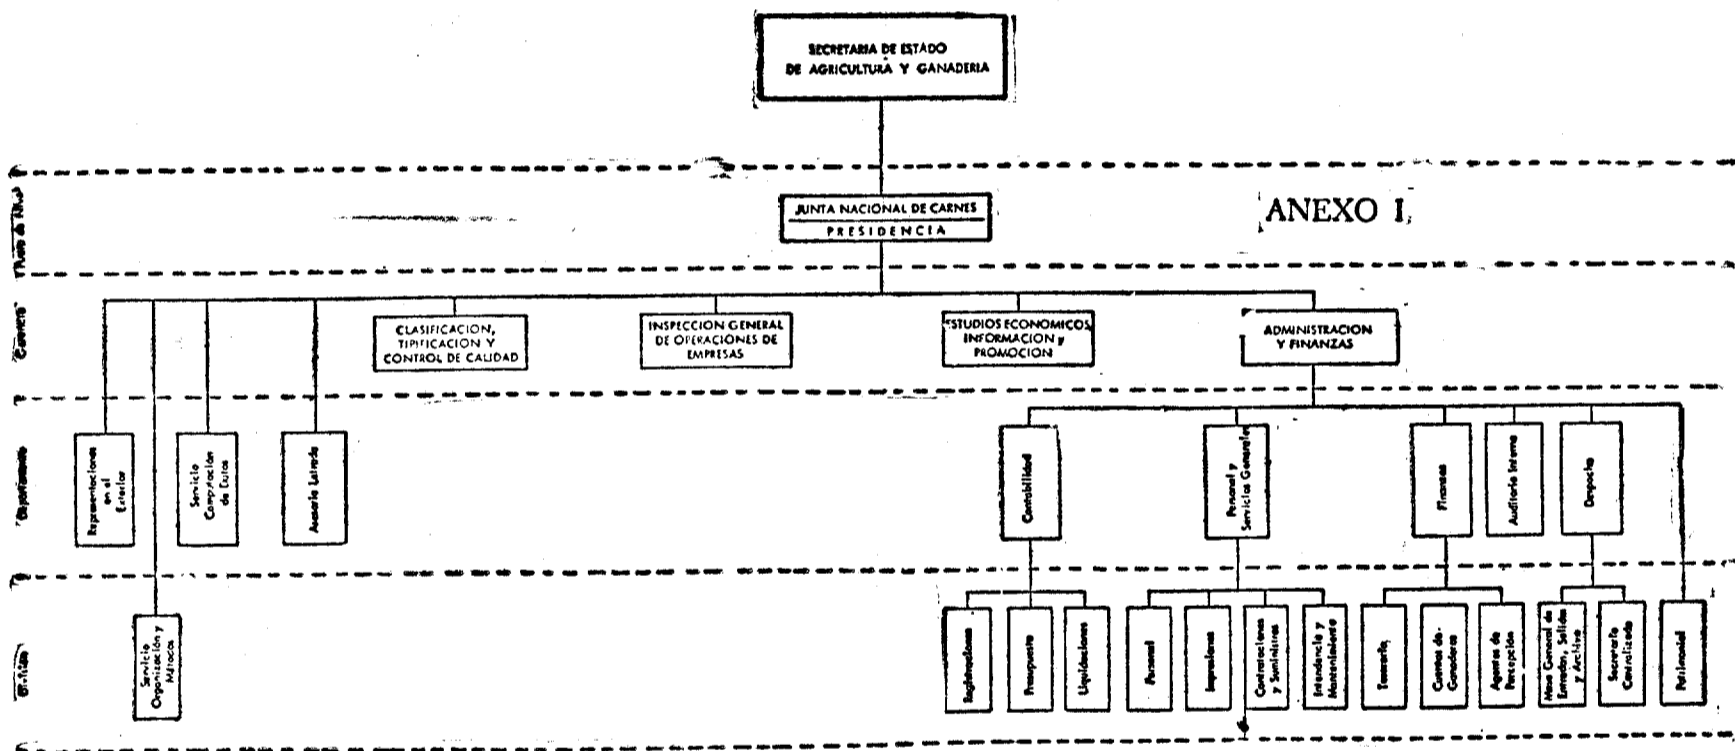 SECRETARIA DE ESTADO
DE AGRICULTURA Y GANADERIA
JUNTA NACIONAL DE CARNES
PRESIDENCIA
ANEXO I
CLASIFICACION,
TIPIFICACION Y
CONTROL DE CALIDAD
INSPECCION GENERAL
DE OPERACIONES DE
EMPRESAS
ESTUDIOS ECONOMICOS,
INFORMACION y
PROMOCION
ADMINISTRACION
Y FINANZAS
Representaciones
en el
Exterior
Servicio
Computación
de Datos
Asesoría Letrada
Contabilidad
Personal y
Servicios Generales
Finanzas
Auditoría Interna
Despacho
Servicio
Organización y
Métodos
Registraciones
Presupuesto
Liquidaciones
Personal
Impresiones
Contrataciones
y Suministros
Intendencia y
Mantenimiento
Tesorería
Cuentas de
Ganaderos
Agentes de
Percepción
Mesa General de
Entradas, Salidas
y Archivo
Secretaría
Centralizada
Patrimonial